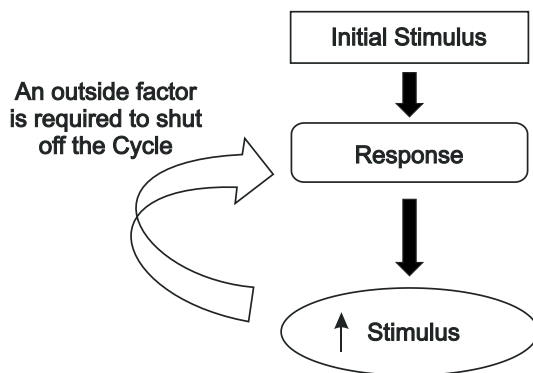 Initial Stimulus
An outside factor
is required to shut
off the Cycle
Response
↑ Stimulus